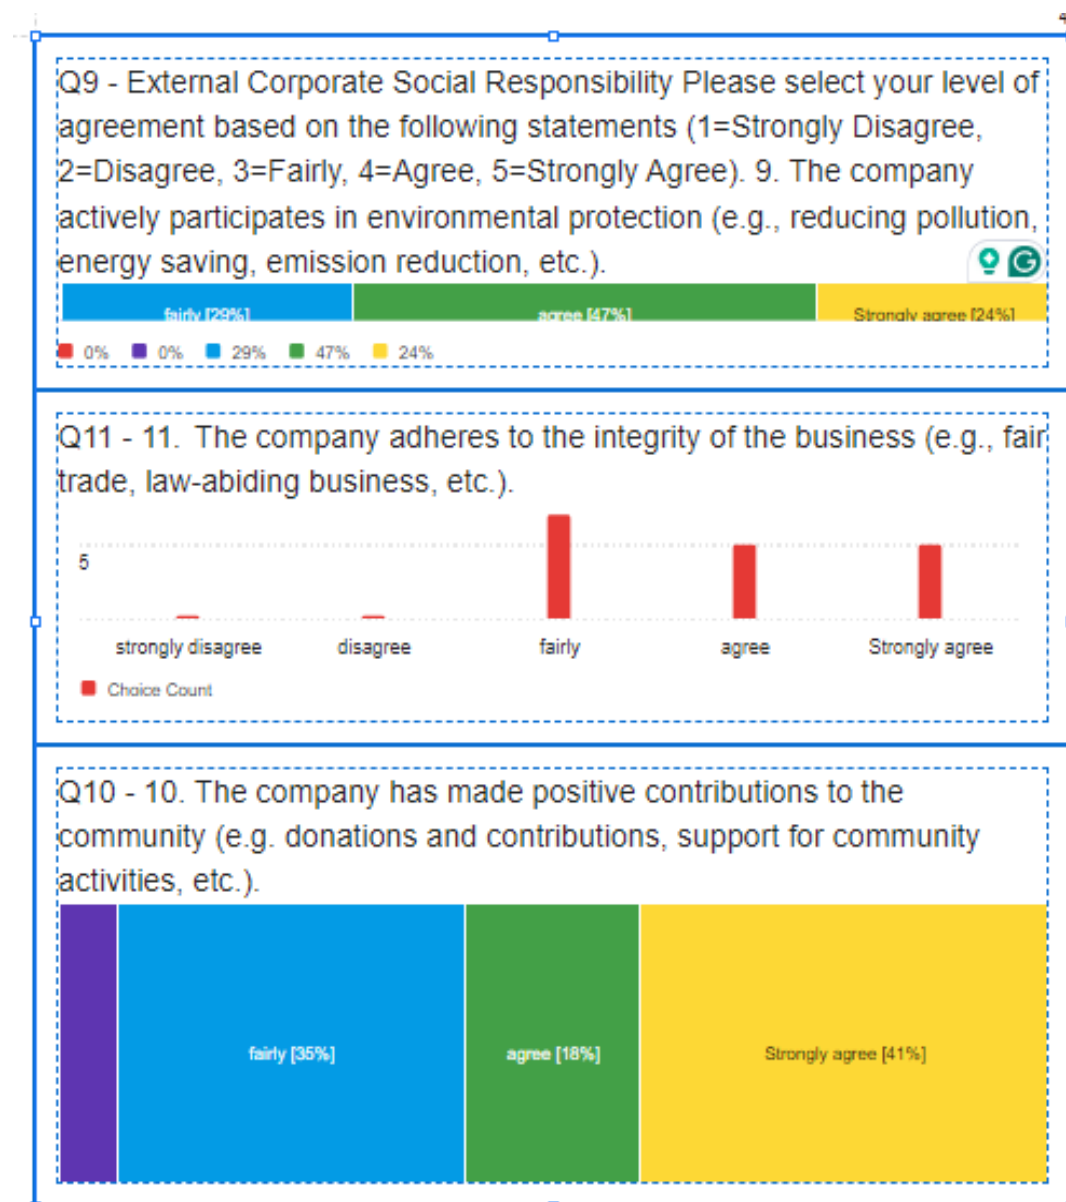 Q9 - External Corporate Social Responsibility Please select your level of
agreement based on the following statements (1=Strongly Disagree,
2=Disagree, 3=Fairly, 4=Agree, 5=Strongly Agree). 9. The company
actively participates in environmental protection (e.g., reducing pollution,
energy saving, emission reduction, etc.).
fairly [29%] agree [47%] Strongly agree [24%]
0% 0% 29% 47% 24%
Q11 - 11. The company adheres to the integrity of the business (e.g., fair
trade, law-abiding business, etc.).
5
strongly disagree disagree fairly agree Strongly agree
Choice Count
Q10 - 10. The company has made positive contributions to the
community (e.g. donations and contributions, support for community
activities, etc.).
fairly [35%] agree [18%] Strongly agree [41%]